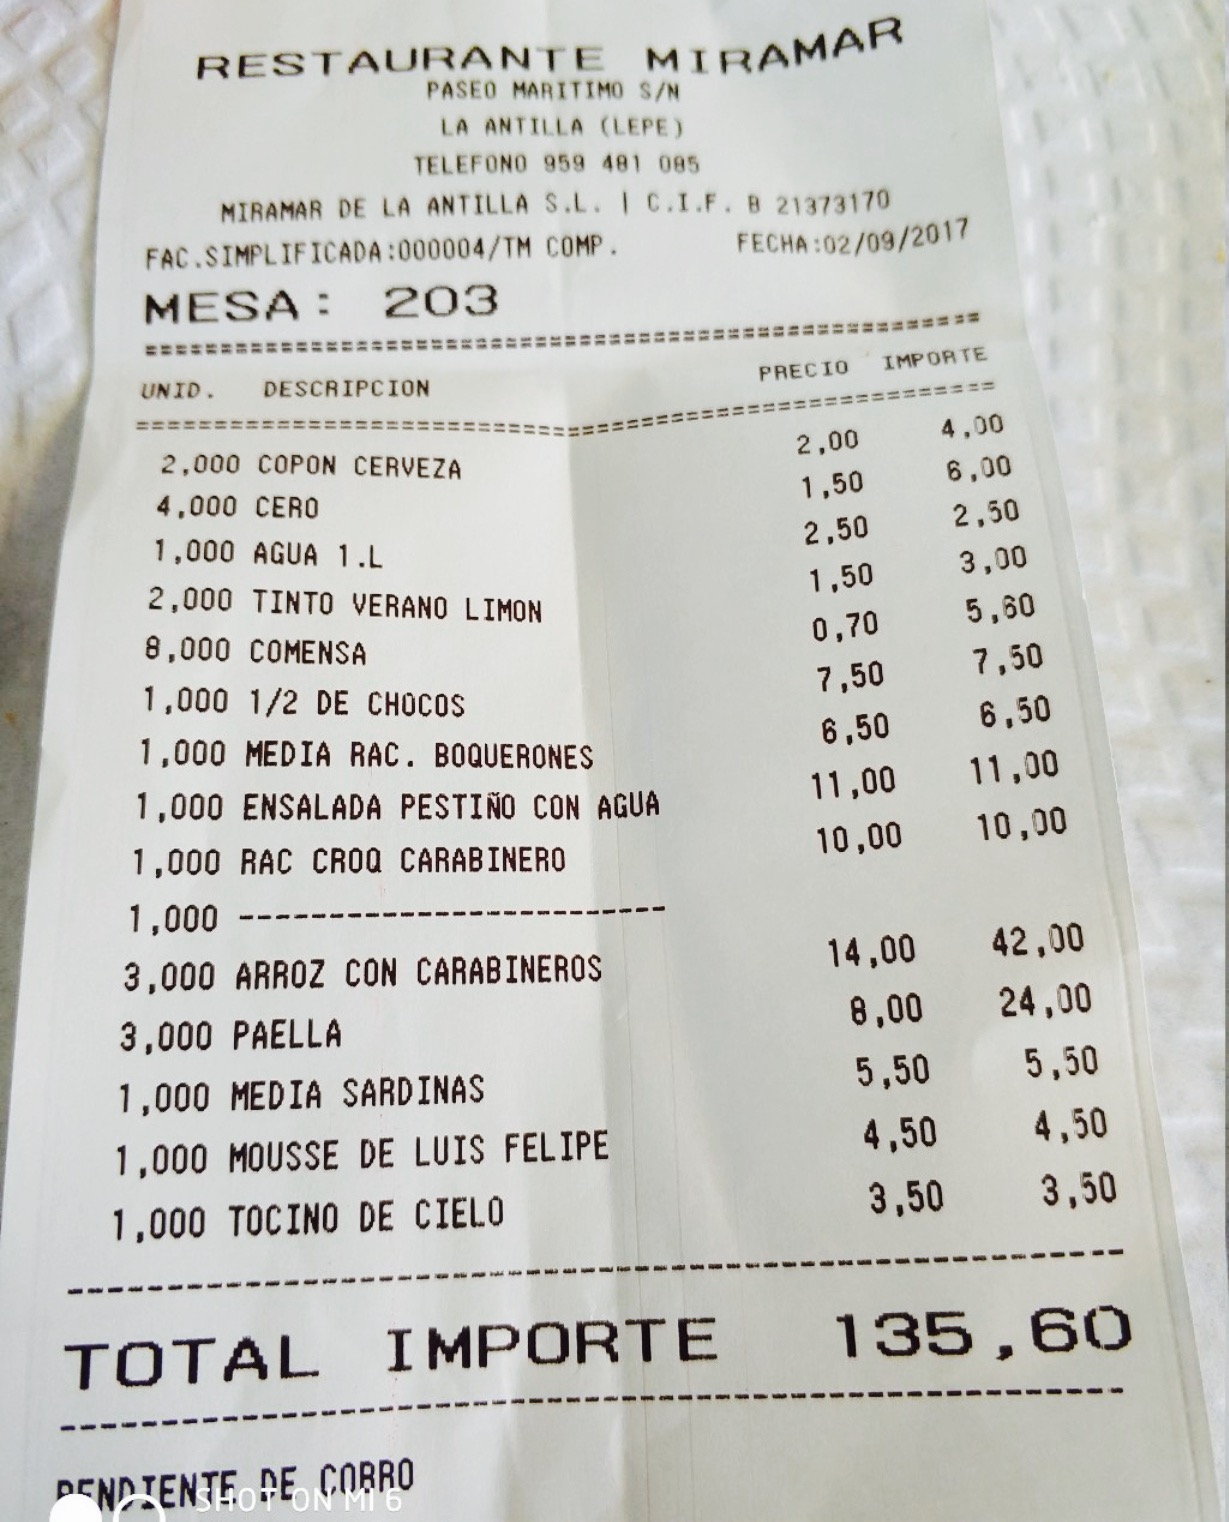 RESTAURANTE MIRAMAR
PASEO MARITIMO S/N
LA ANTILLA (LEPE)
TELEFONO 959 481 085
MIRAMAR DE LA ANTILLA S.L. | C.I.F. B 21373170
FAC.SIMPLIFICADA:000004/TM COMP. FECHA:02/09/2017
MESA: 203
================================================
UNID. DESCRIPCION PRECIO IMPORTE
================================================
2,000 COPON CERVEZA 2,00 4,00
4,000 CERO 1,50 6,00
1,000 AGUA 1.L 2,50 2,50
2,000 TINTO VERANO LIMON 1,50 3,00
8,000 COMENSA 0,70 5,60
1,000 1/2 DE CHOCOS 7,50 7,50
1,000 MEDIA RAC. BOQUERONES 6,50 6,50
1,000 ENSALADA PESTIÑO CON AGUA 11,00 11,00
1,000 RAC CROQ CARABINERO 10,00 10,00
1,000 ------------------------
3,000 ARROZ CON CARABINEROS 14,00 42,00
3,000 PAELLA 8,00 24,00
1,000 MEDIA SARDINAS 5,50 5,50
1,000 MOUSSE DE LUIS FELIPE 4,50 4,50
1,000 TOCINO DE CIELO 3,50 3,50
------------------------------------------------
TOTAL IMPORTE 135,60
------------------------------------------------
PENDIENTE DE COBRO
SHOT ON MI 6